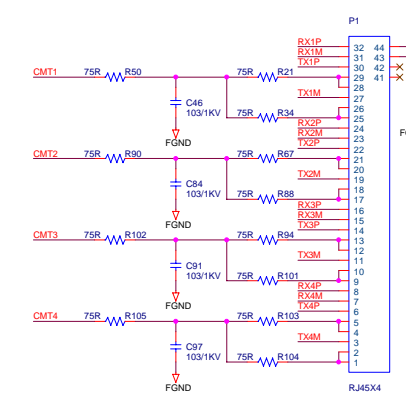 P1
RX1P 32 44
RX1M 31 43
TX1P 30 42
CMT1 75R R50 75R R21 29 41
28
TX1M 27
C46 26
103/1KV 75R R34 25
RX2P 24
RX2M 23
FGND TX2P 22
CMT2 75R R90 75R R67 21
20
TX2M 19
C84 18
103/1KV 75R R88 17
RX3P 16
RX3M 15
FGND TX3P 14
CMT3 75R R102 75R R94 13
12
TX3M 11
C91 10
103/1KV 75R R101 9
RX4P 8
RX4M 7
FGND TX4P 6
CMT4 75R R105 75R R103 5
4
TX4M 3
C97 2
103/1KV 75R R104 1
FGND RJ45X4